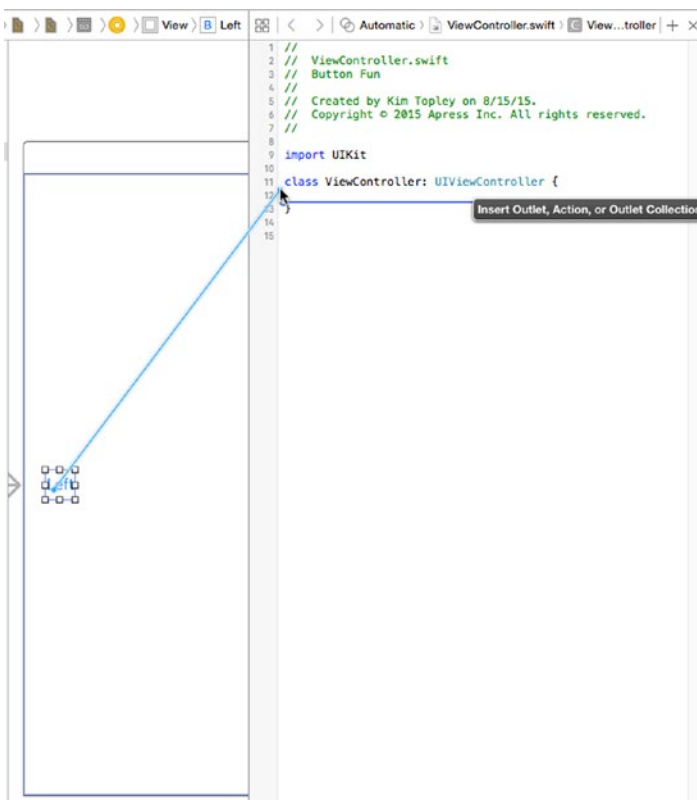 View B Left Automatic ViewController.swift View...troller
1 //
2 // ViewController.swift
3 // Button Fun
4 //
5 // Created by Kim Topley on 8/15/15.
6 // Copyright © 2015 Apress Inc. All rights reserved.
7 //
8
9 import UIKit
10
11 class ViewController: UIViewController {
12
Insert Outlet, Action, or Outlet Collection
13 }
14
15
Left